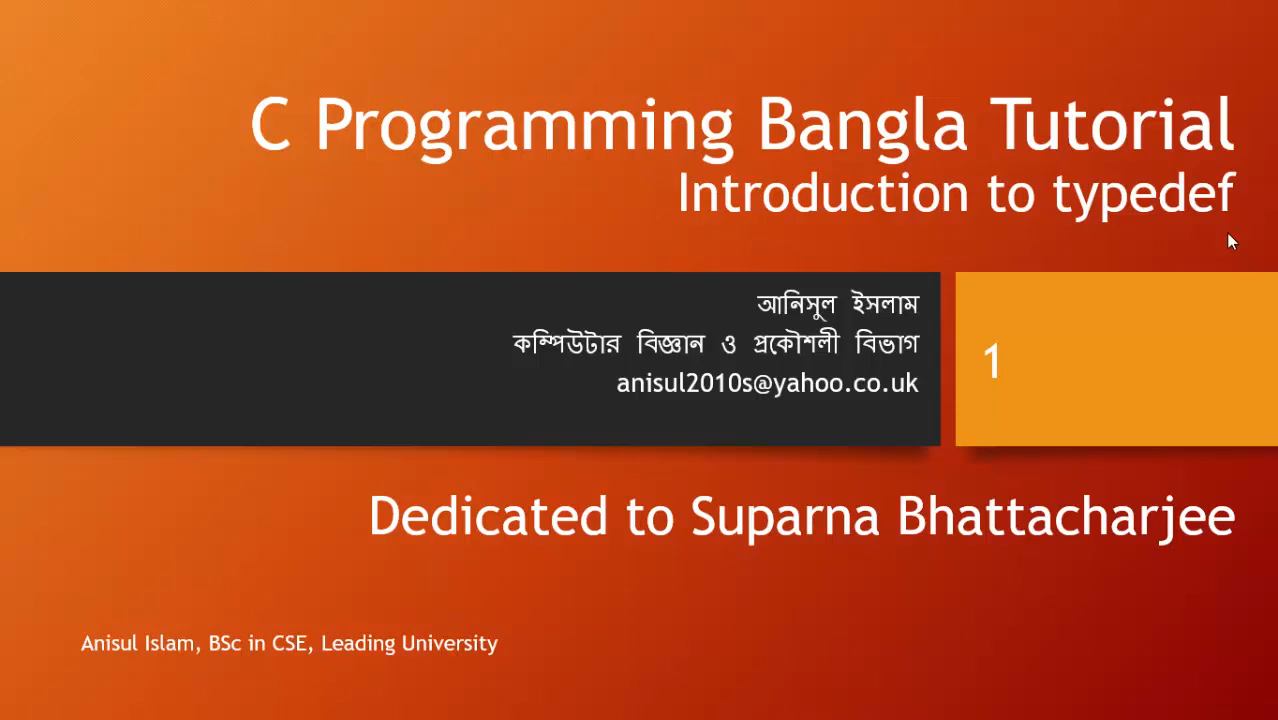 C Programming Bangla Tutorial
Introduction to typedef
আনিসুল ইসলাম
কম্পিউটার বিজ্ঞান ও প্রকৌশলী বিভাগ
anisul2010s@yahoo.co.uk
1
Dedicated to Suparna Bhattacharjee
Anisul Islam, BSc in CSE, Leading University